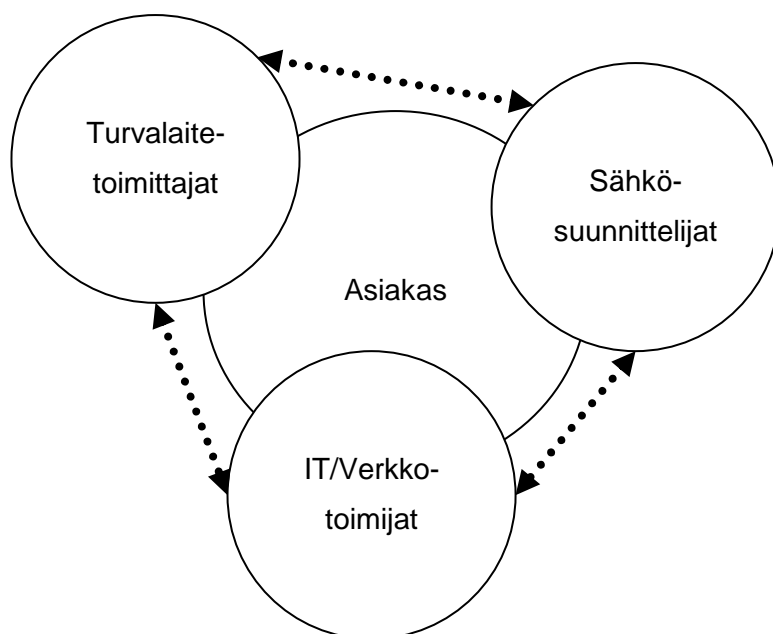 Turvalaite-
toimittajat
Sähkö-
suunnittelijat
Asiakas
IT/Verkko-
toimijat